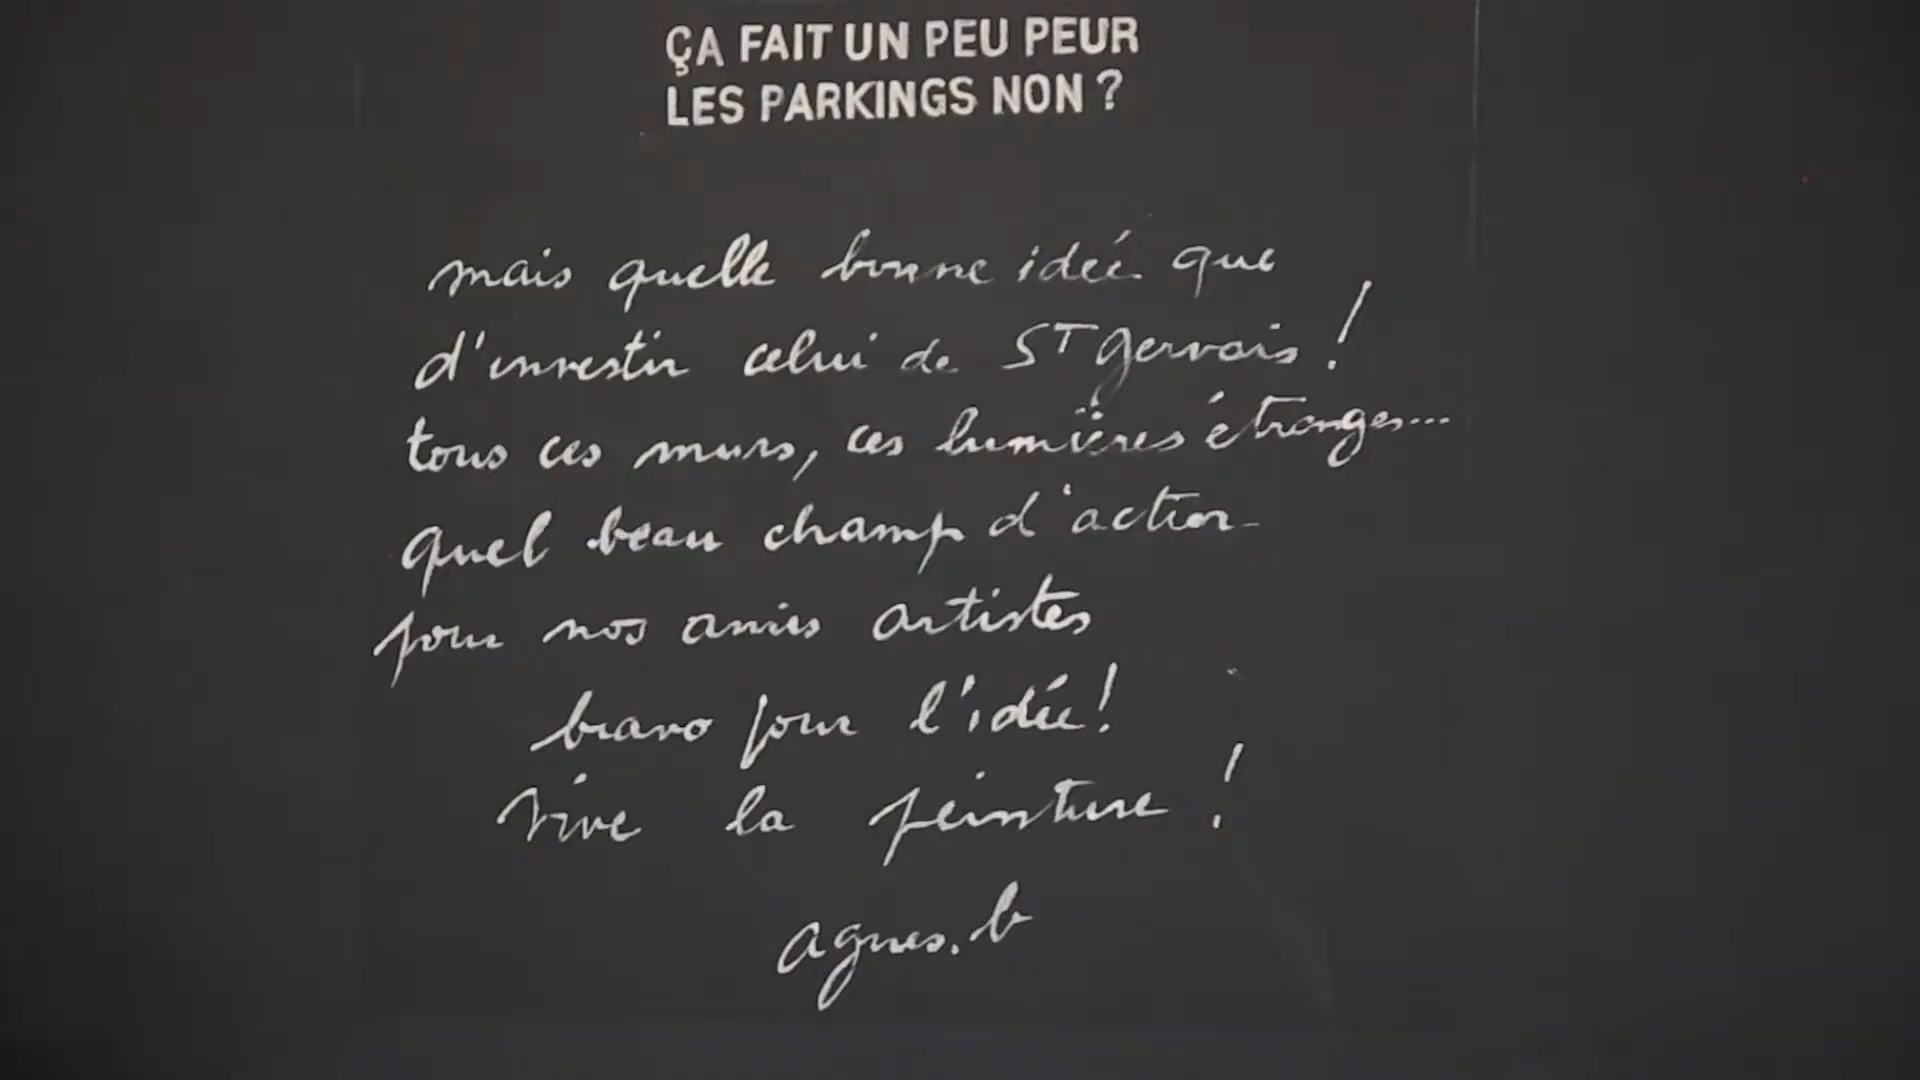 ÇA FAIT UN PEU PEUR
LES PARKINGS NON ?
mais quelle bonne idée que
d'investir celui de ST Gervais !
tous ces murs, ces lumières étranges...
quel beau champ d'action
pour nos amies artistes
bravo pour l'idée !
Vive la peinture !
agnes.b